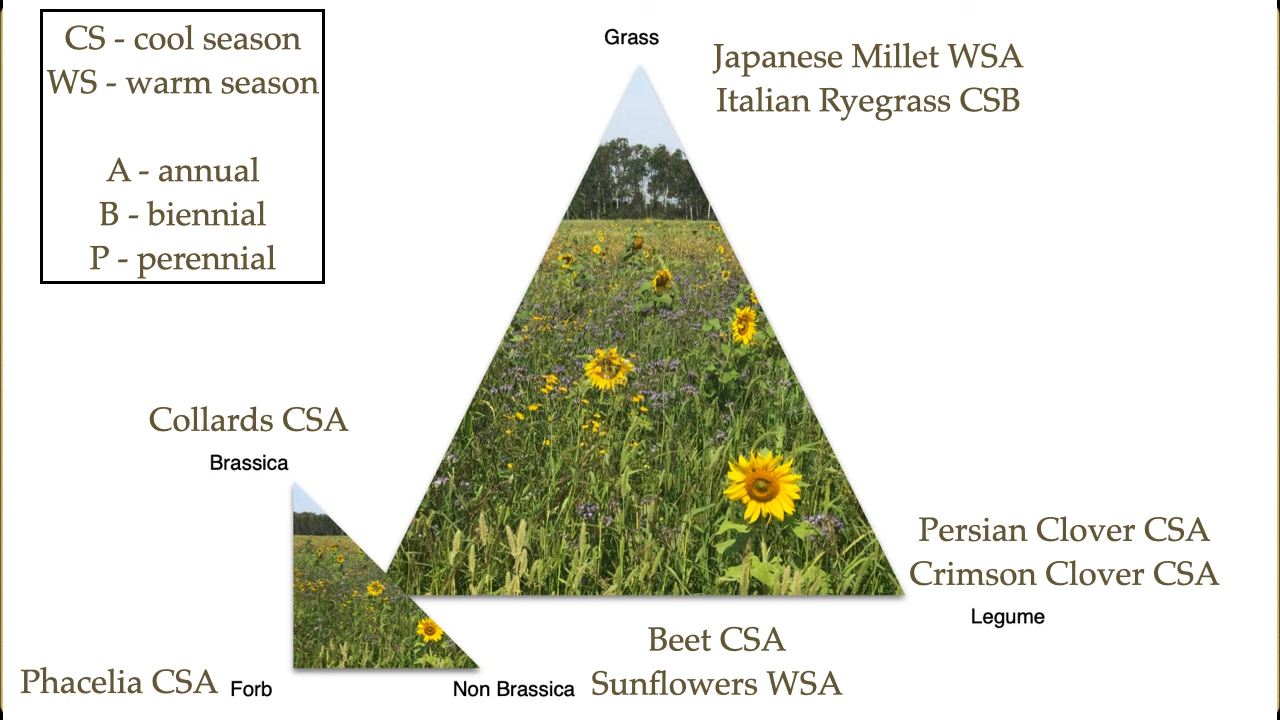 CS - cool season
WS - warm season
A - annual
B - biennial
P - perennial
Grass
Japanese Millet WSA
Italian Ryegrass CSB
Collards CSA
Brassica
Persian Clover CSA
Crimson Clover CSA
Legume
Beet CSA
Sunflowers WSA
Non Brassica
Phacelia CSA
Forb